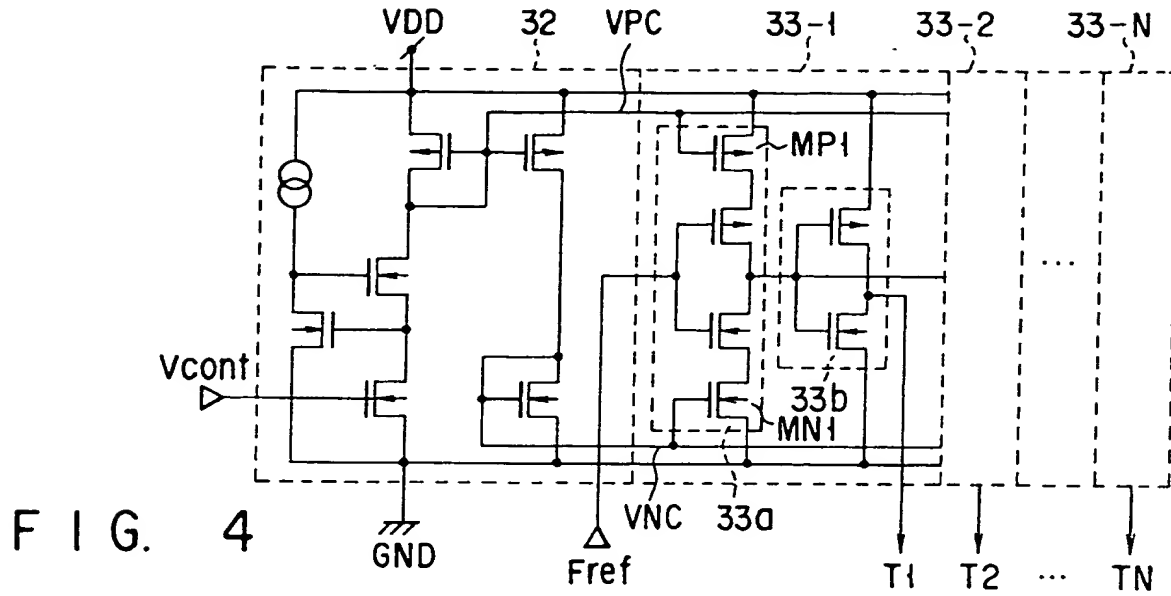 VDD 32 VPC 33-1 33-2 33-N
MP1
...
Vcont
33b
MN1
VNC 33a
FIG. 4
GND Fref T1 T2 ... TN